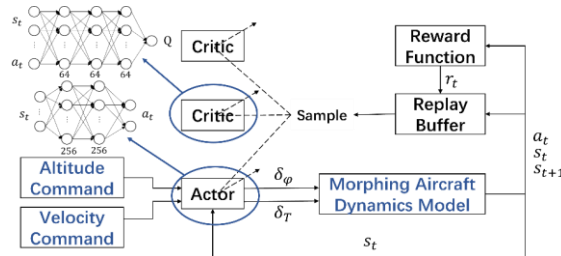 s_t
Q
a_t
64 64 64
Critic
Reward
Function
r_t
Critic
Sample
Replay
Buffer
s_t
a_t
256 256
a_t
s_t
s_{t+1}
Altitude
Command
Actor
δ_φ
δ_T
Morphing Aircraft
Dynamics Model
Velocity
Command
s_t